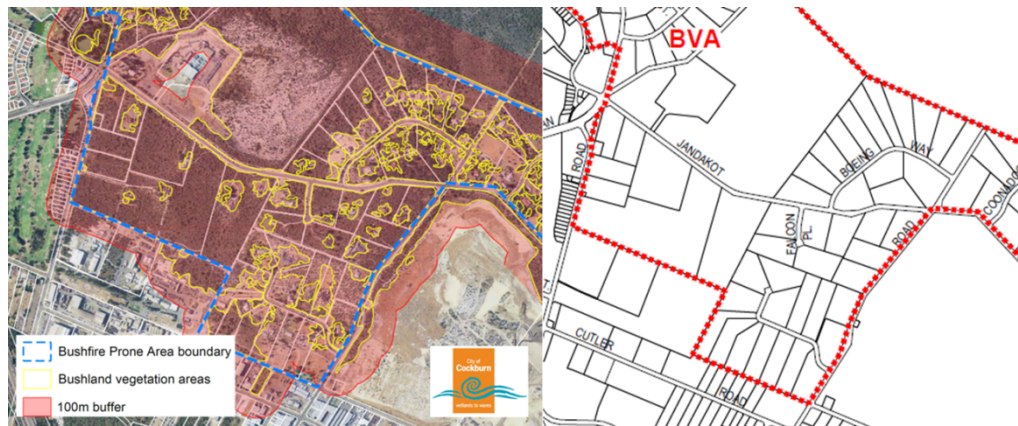 Bushfire Prone Area boundary
Bushland vegetation areas
100m buffer
City of
Cockburn
wetlands to waves
BVA
ROAD
JANDAKOT
BOEING
WAY
FALCON
PL.
ROAD
CUTLER
ROAD